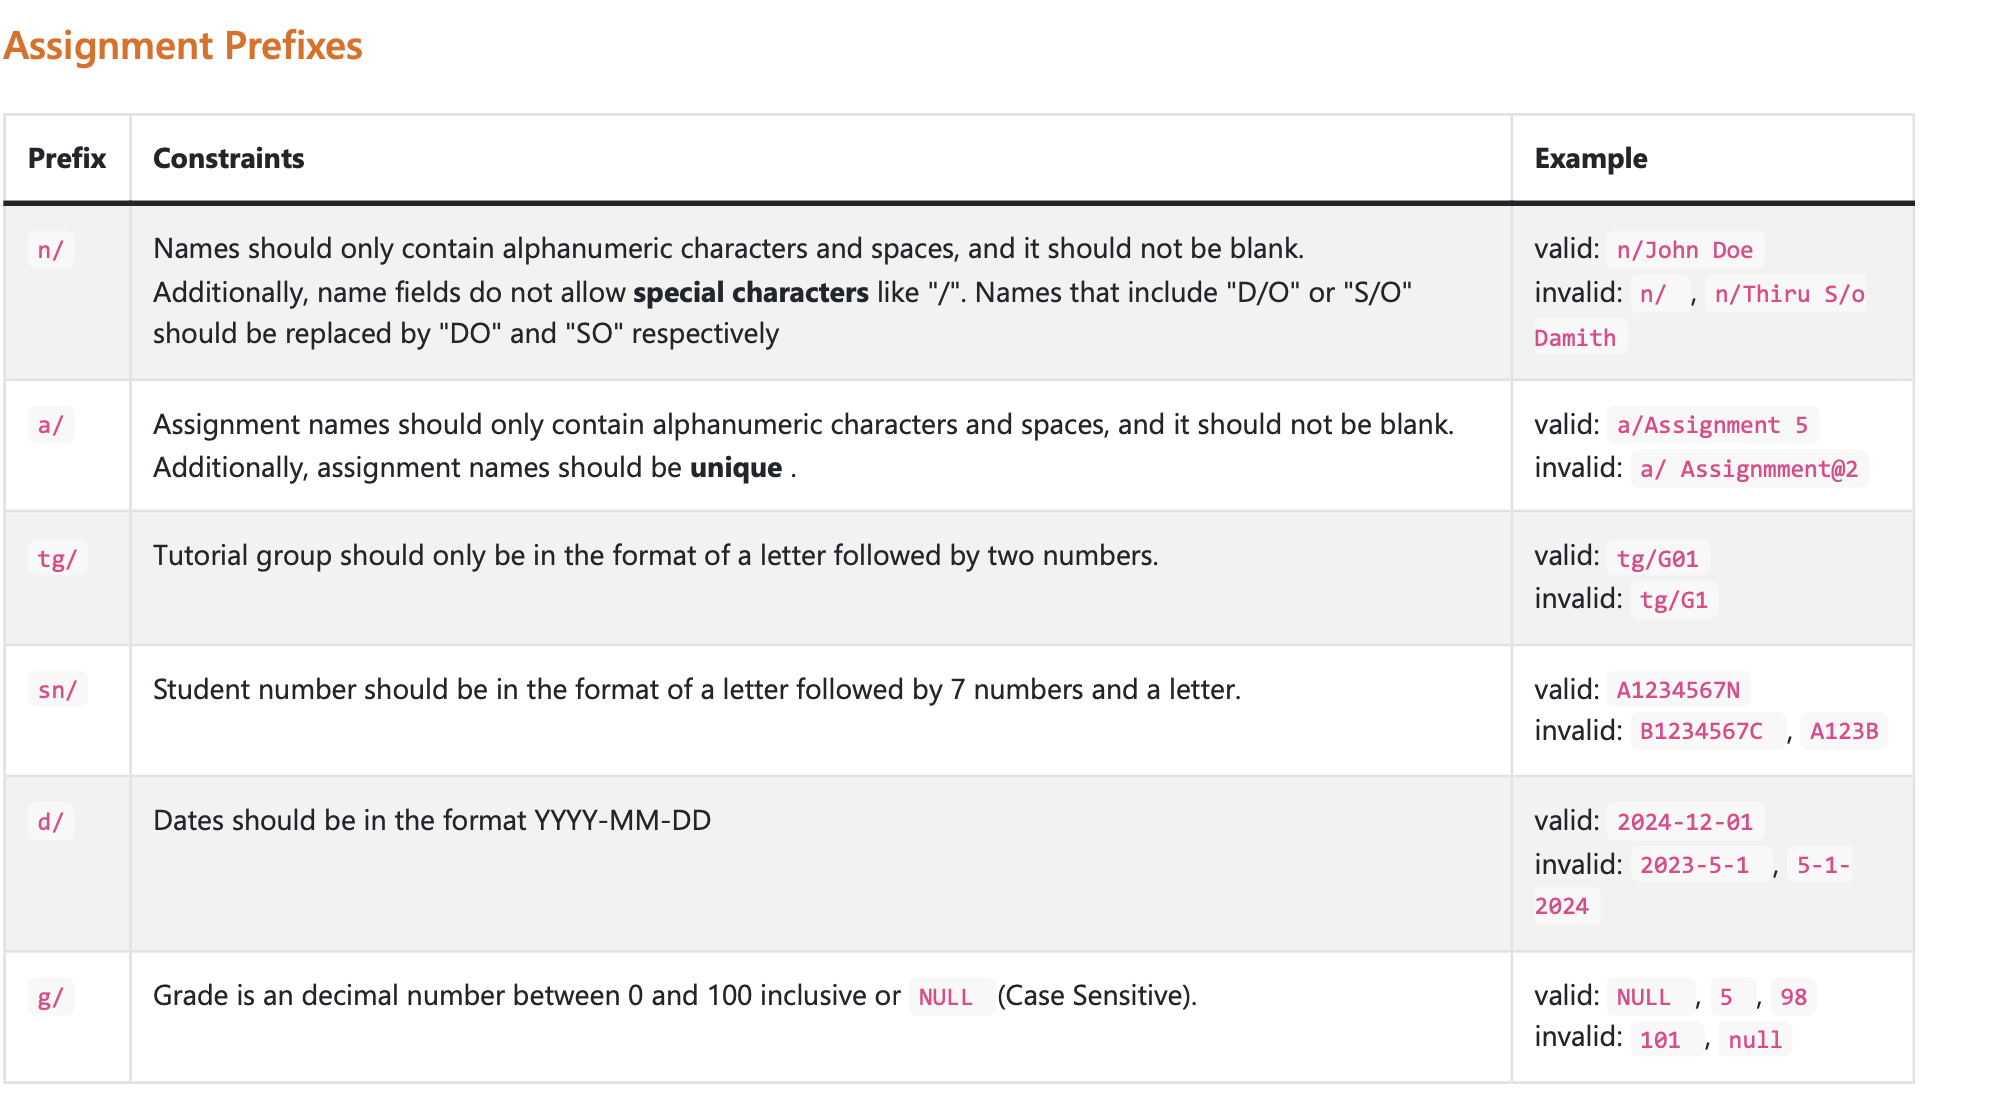 Assignment Prefixes
Prefix Constraints Example
n/ Names should only contain alphanumeric characters and spaces, and it should not be blank. valid: n/John Doe
Additionally, name fields do not allow special characters like "/". Names that include "D/O" or "S/O" invalid: n/ , n/Thiru S/o
should be replaced by "DO" and "SO" respectively Damith
a/ Assignment names should only contain alphanumeric characters and spaces, and it should not be blank. valid: a/Assignment 5
Additionally, assignment names should be unique . invalid: a/ Assignmment@2
tg/ Tutorial group should only be in the format of a letter followed by two numbers. valid: tg/G01
invalid: tg/G1
sn/ Student number should be in the format of a letter followed by 7 numbers and a letter. valid: A1234567N
invalid: B1234567C , A123B
d/ Dates should be in the format YYYY-MM-DD valid: 2024-12-01
invalid: 2023-5-1 , 5-1-
2024
g/ Grade is an decimal number between 0 and 100 inclusive or NULL (Case Sensitive). valid: NULL , 5 , 98
invalid: 101 , null